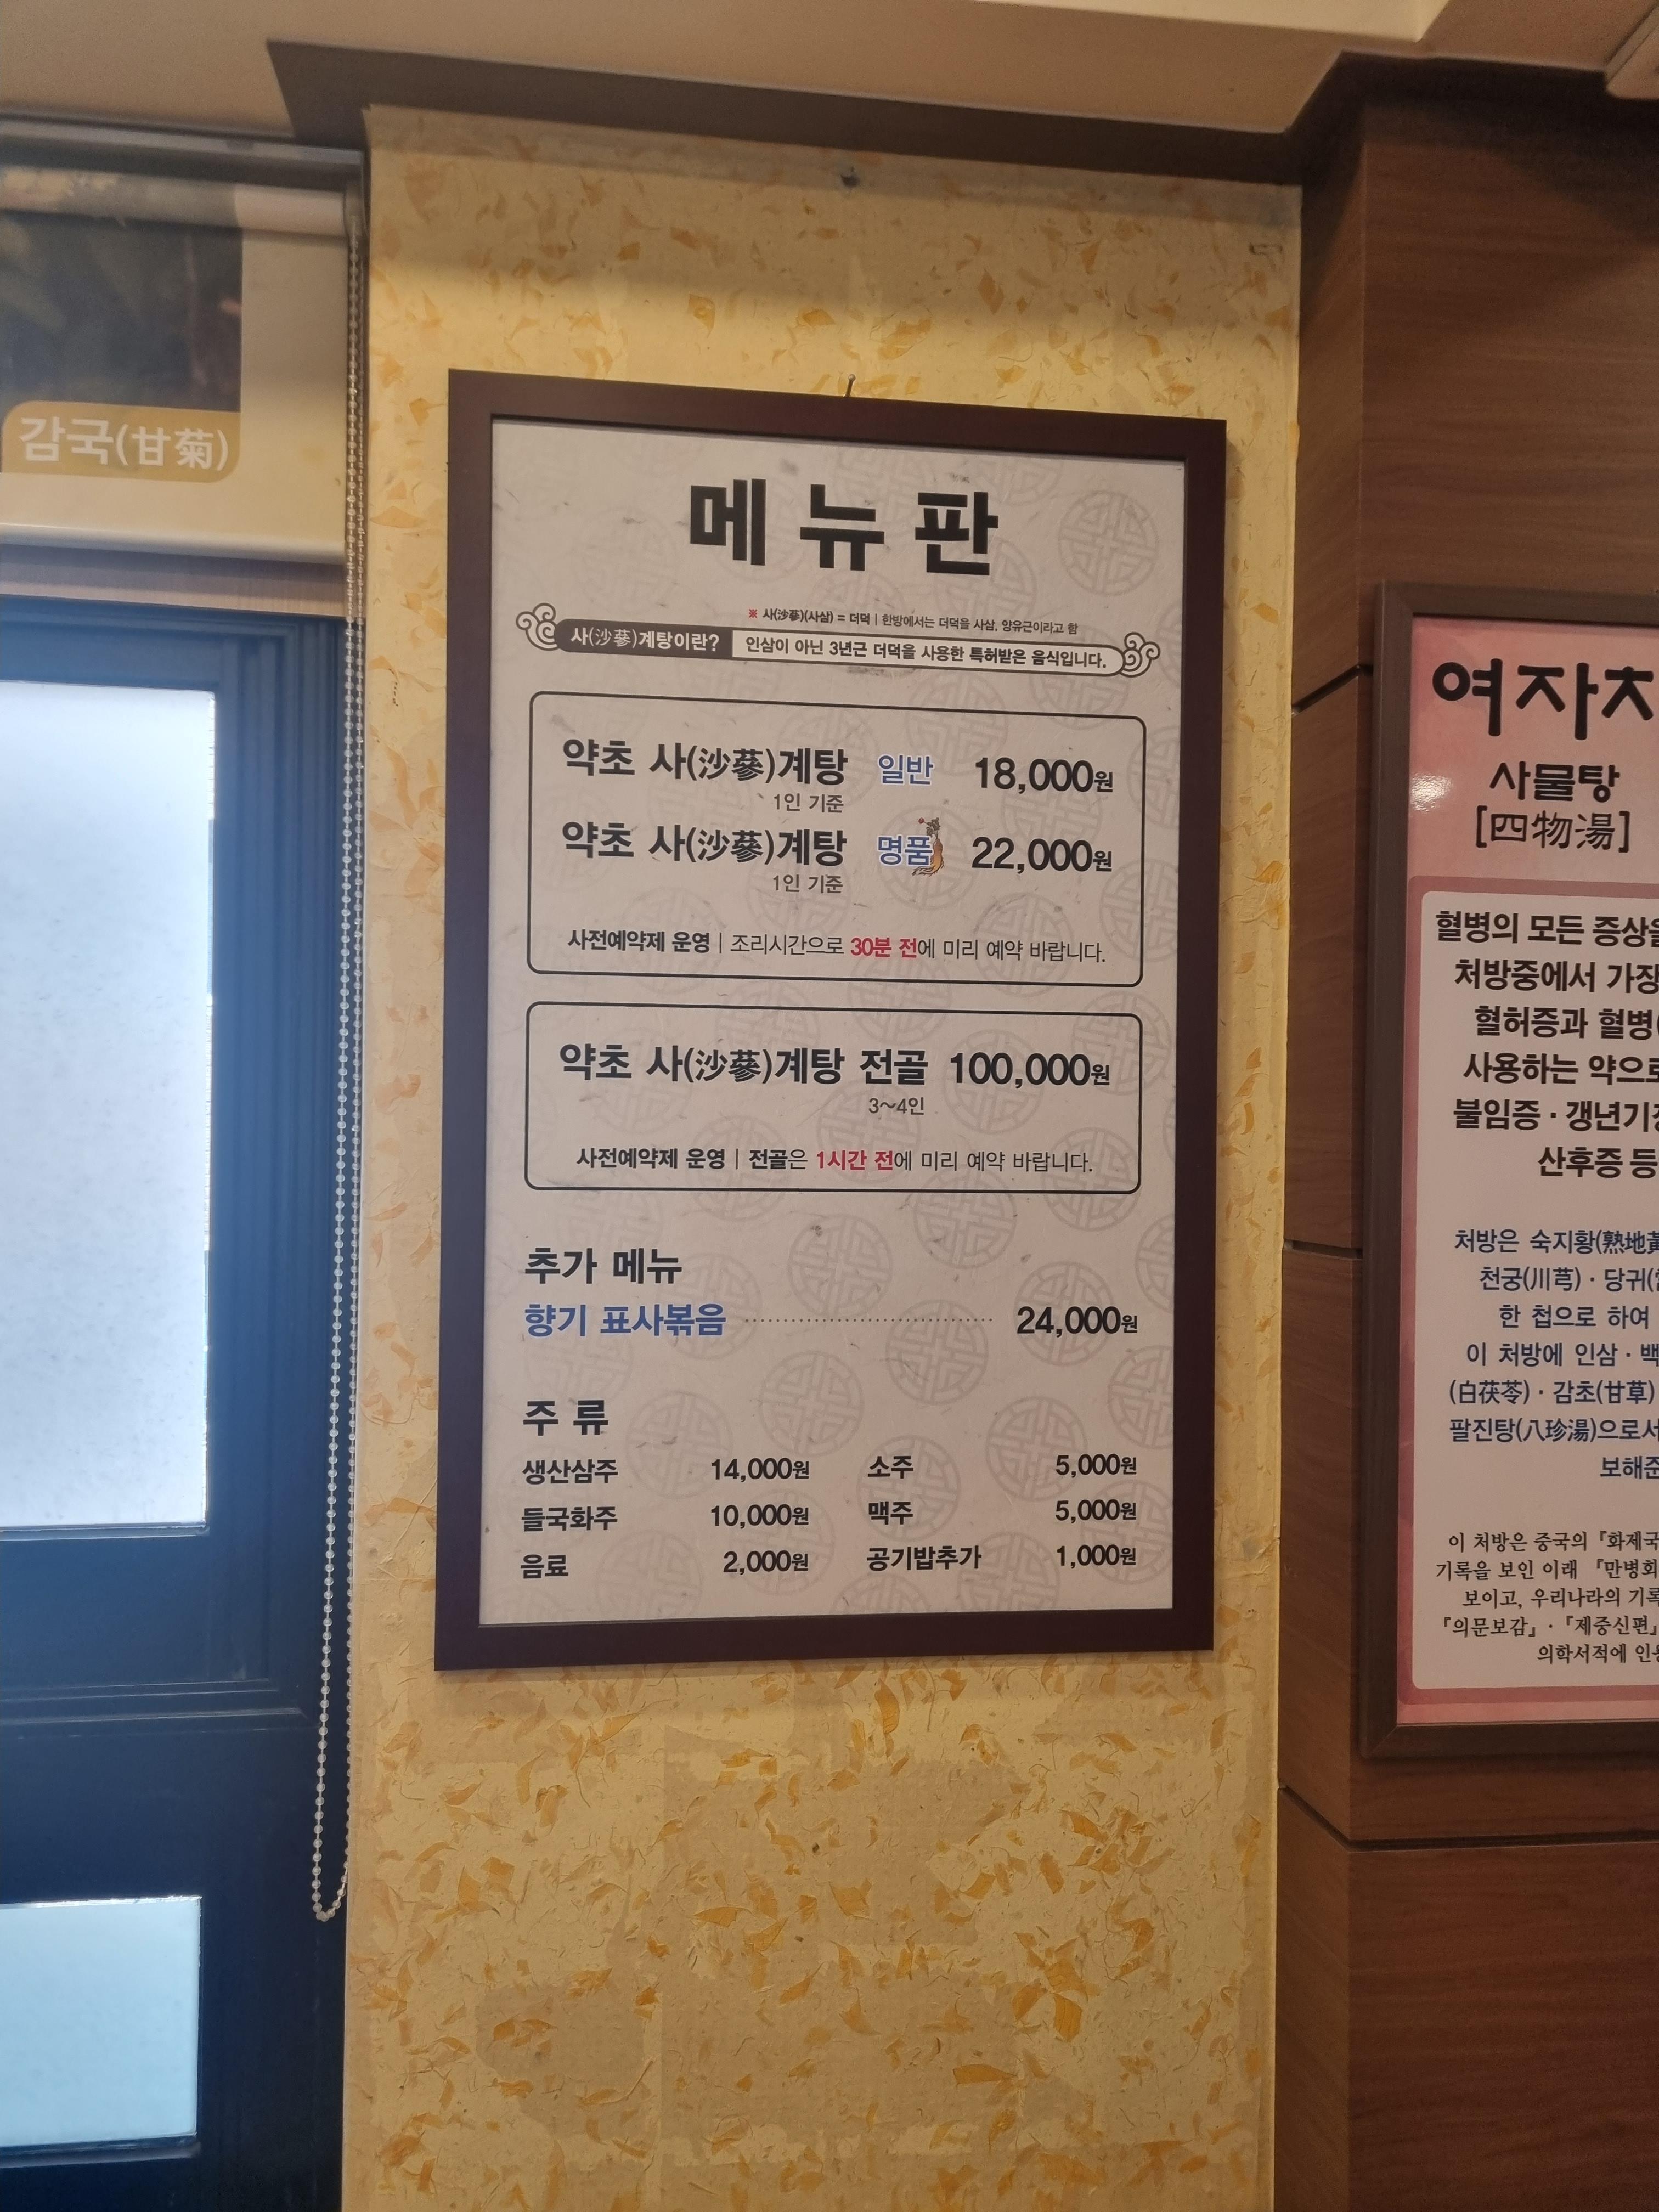 감국(甘菊)
메뉴판
※ 사(沙蔘)(사삼) = 더덕 | 한방에서는 더덕을 사삼, 양유근이라고 함
사(沙蔘)계탕이란? 인삼이 아닌 3년근 더덕을 사용한 특허받은 음식입니다.
약초 사(沙蔘)계탕 일반 18,000원
1인 기준
약초 사(沙蔘)계탕 명품 22,000원
1인 기준
사전예약제 운영 | 조리시간으로 30분 전에 미리 예약 바랍니다.
약초 사(沙蔘)계탕 전골 100,000원
3~4인
사전예약제 운영 | 전골은 1시간 전에 미리 예약 바랍니다.
추가 메뉴
향기 표사볶음 24,000원
주 류
생산삼주 14,000원 소주 5,000원
들국화주 10,000원 맥주 5,000원
음료 2,000원 공기밥추가 1,000원
여자
사물탕
[四物湯]
혈병의 모든 증상을
처방중에서 가장
혈허증과 혈병(
사용하는 약으로
불임증 · 갱년기
산후증 등
처방은 숙지황(熟地黃
천궁(川芎) · 당귀(
한 첩으로 하여
이 처방에 인삼 · 백
(白茯苓) · 감초(甘草)
팔진탕(八珍湯)으로서
보해준
이 처방은 중국의 『화제국
기록을 보인 이래 『만병회
보이고, 우리나라의 기록
『의문보감』 · 『제중신편』
의학서적에 인